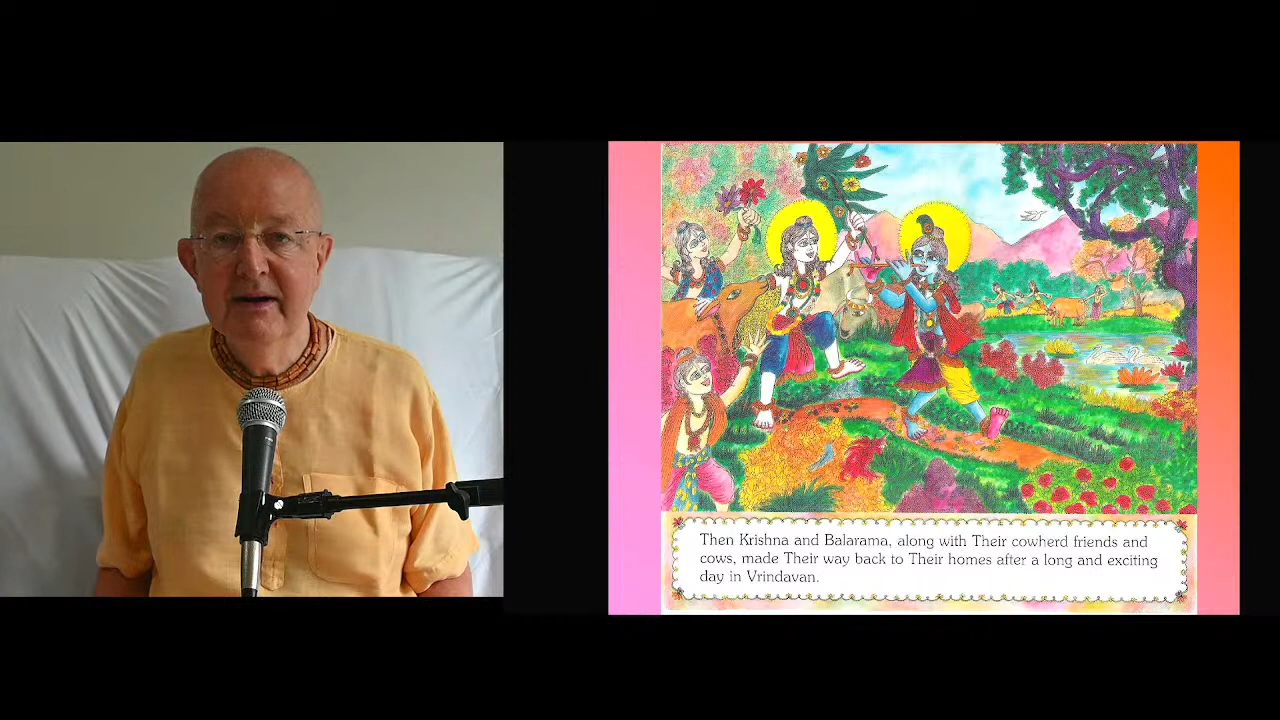 Then Krishna and Balarama, along with Their cowherd friends and
cows, made Their way back to Their homes after a long and exciting
day in Vrindavan.